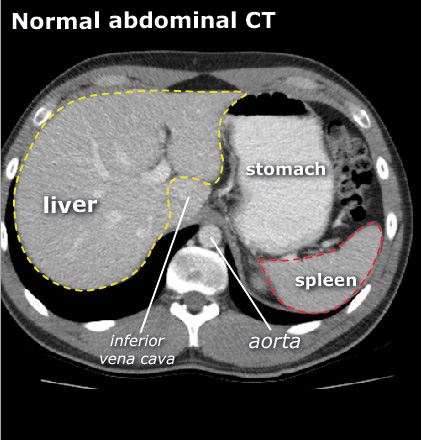 Normal abdominal CT
stomach
liver
spleen
inferior
vena cava
aorta